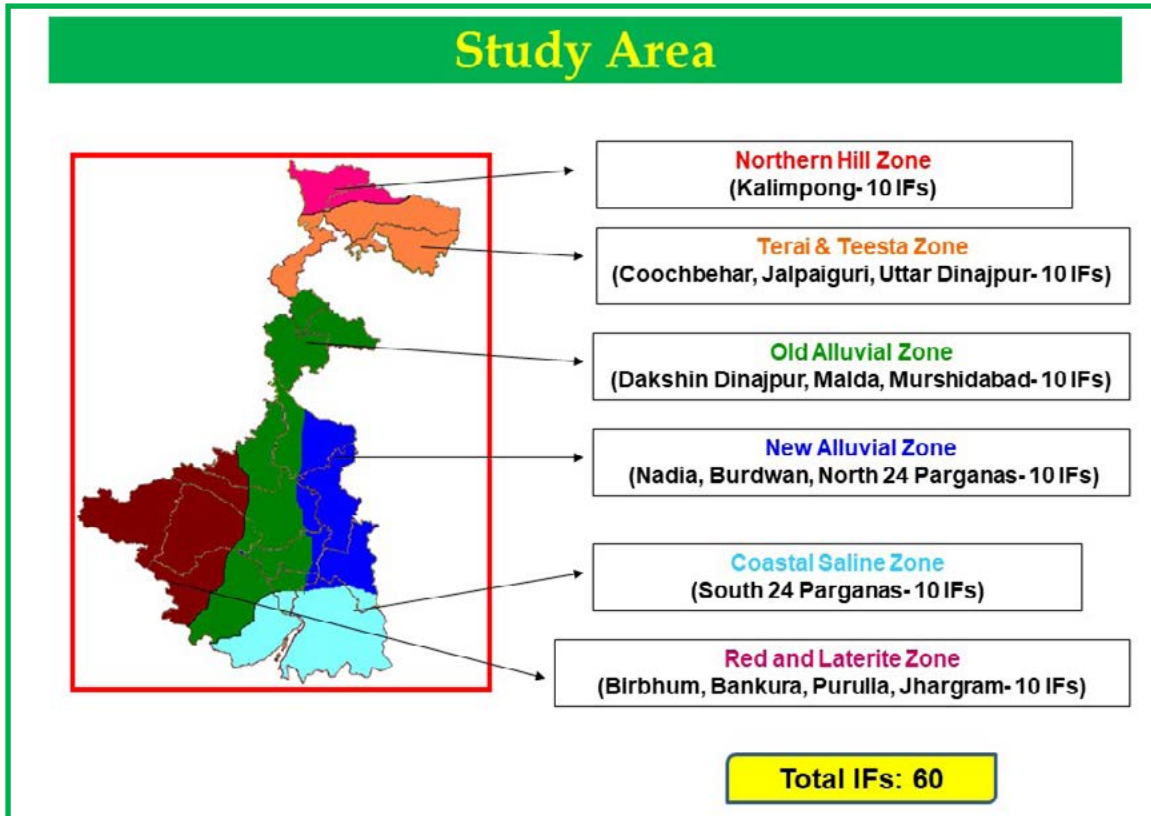 Study Area
Northern Hill Zone
(Kalimpong- 10 IFs)
Terai & Teesta Zone
(Coochbehar, Jalpaiguri, Uttar Dinajpur- 10 IFs)
Old Alluvial Zone
(Dakshin Dinajpur, Malda, Murshidabad- 10 IFs)
New Alluvial Zone
(Nadia, Burdwan, North 24 Parganas- 10 IFs)
Coastal Saline Zone
(South 24 Parganas- 10 IFs)
Red and Laterite Zone
(Birbhum, Bankura, Purulia, Jhargram- 10 IFs)
Total IFs: 60